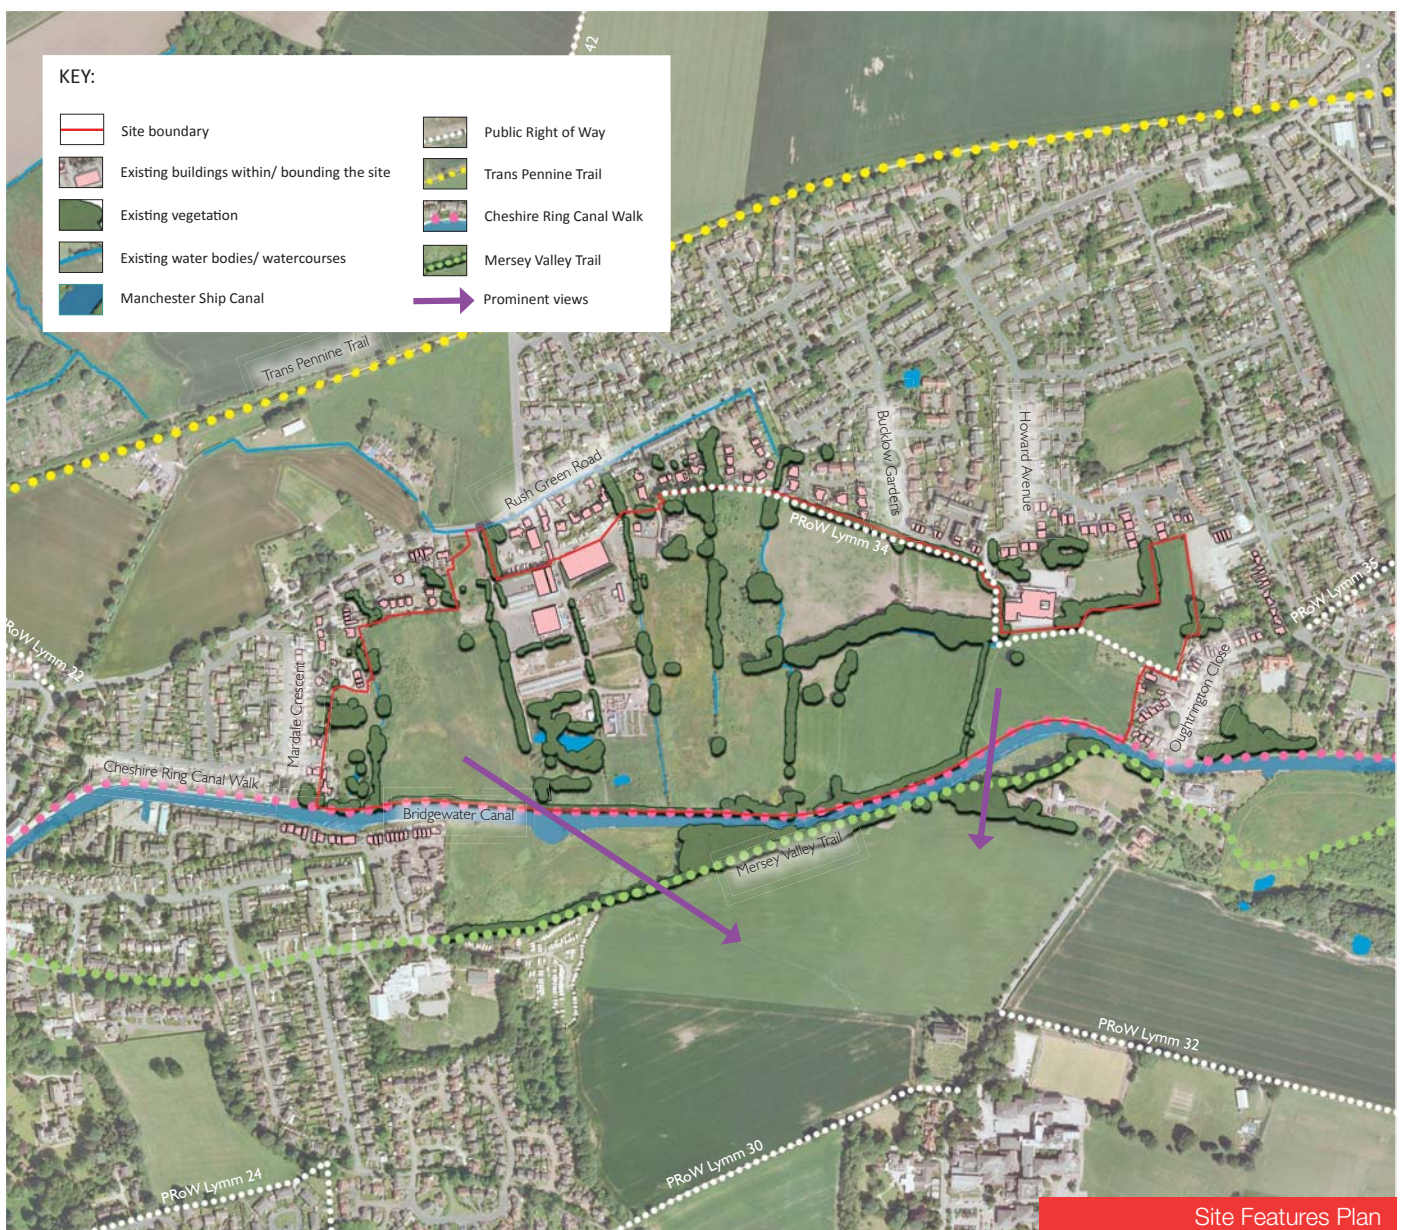 42
KEY:
Site boundary
Existing buildings within/ bounding the site
Existing vegetation
Existing water bodies/ watercourses
Manchester Ship Canal
Public Right of Way
Trans Pennine Trail
Cheshire Ring Canal Walk
Mersey Valley Trail
Prominent views
Trans Pennine Trail
Rush Green Road
Bucklow Gardens
Howard Avenue
PRoW Lymm 34
PRoW Lymm 35
PRoW Lymm 22
Mardale Crescent
Oughtrington Close
Cheshire Ring Canal Walk
Bridgewater Canal
Mersey Valley Trail
PRoW Lymm 32
PRoW Lymm 30
PRoW Lymm 24
Site Features Plan